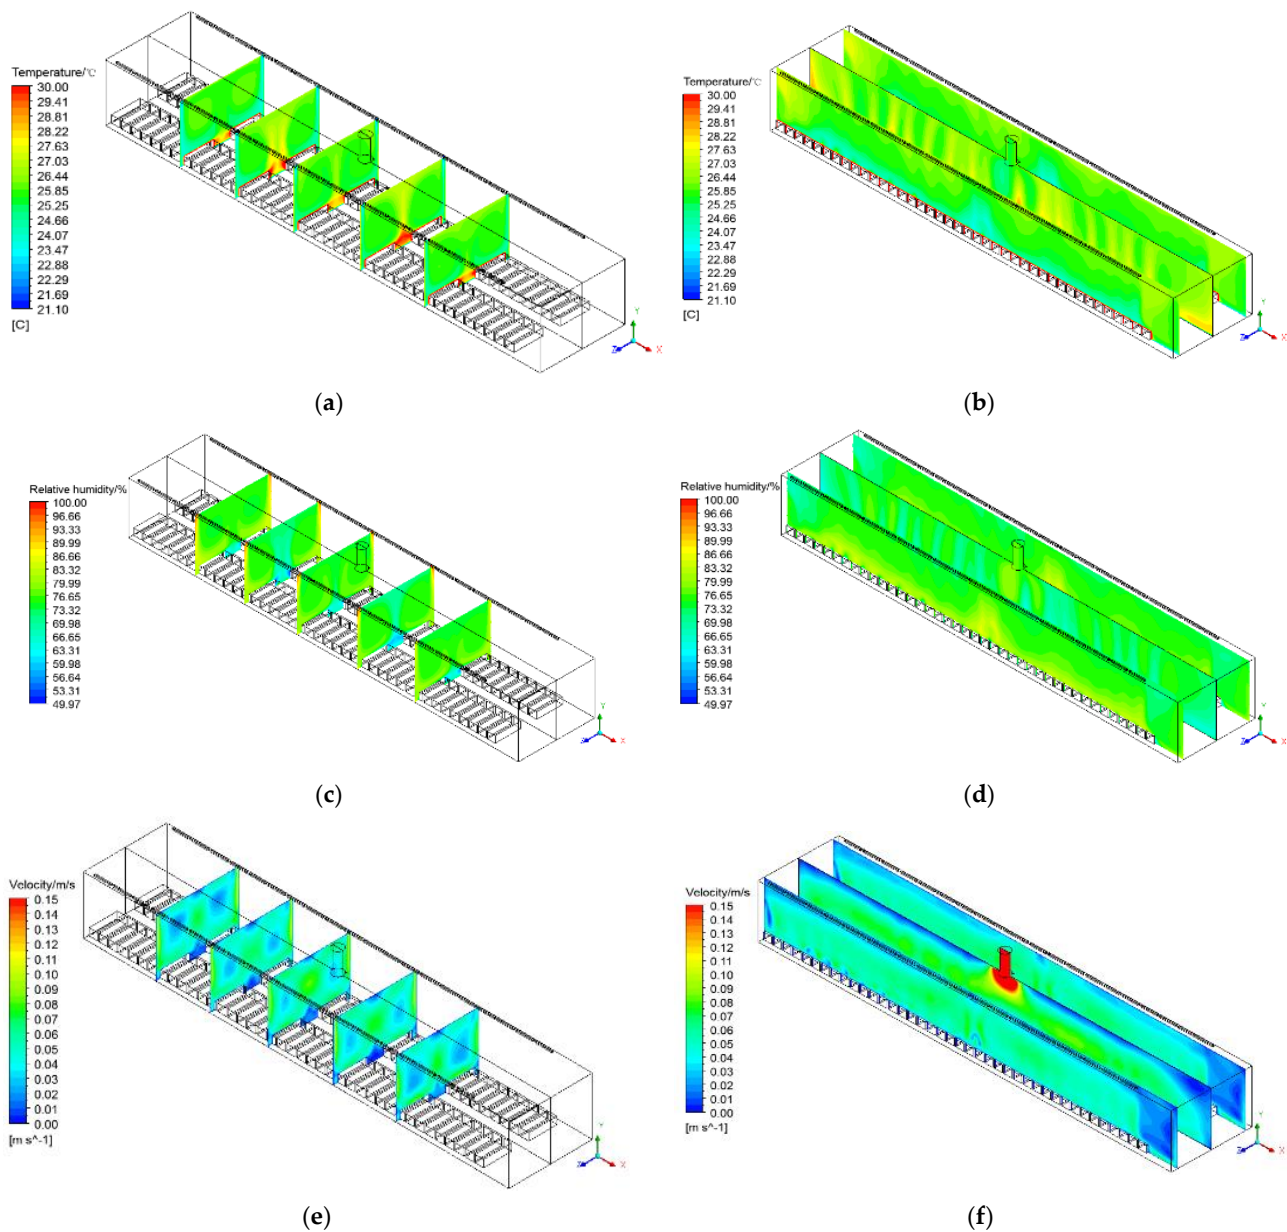 Temperature/℃
30.00
29.41
28.81
28.22
27.63
27.03
26.44
25.85
25.25
24.66
24.07
23.47
22.88
22.29
21.69
21.10
[C]
Y
Z
X
(a)
Temperature/℃
30.00
29.41
28.81
28.22
27.63
27.03
26.44
25.85
25.25
24.66
24.07
23.47
22.88
22.29
21.69
21.10
[C]
Y
Z
X
(b)
Relative humidity/%
100.00
96.66
93.33
89.99
86.66
83.32
79.99
76.65
73.32
69.98
66.65
63.31
59.98
56.64
53.31
49.97
Y
Z
X
(c)
Relative humidity/%
100.00
96.66
93.33
89.99
86.66
83.32
79.99
76.65
73.32
69.98
66.65
63.31
59.98
56.64
53.31
49.97
Y
Z
X
(d)
Velocity/m/s
0.15
0.14
0.13
0.12
0.11
0.10
0.09
0.08
0.07
0.06
0.05
0.04
0.03
0.02
0.01
0.00
[m s^-1]
Y
Z
X
(e)
Velocity/m/s
0.15
0.14
0.13
0.12
0.11
0.10
0.09
0.08
0.07
0.06
0.05
0.04
0.03
0.02
0.01
0.00
[m s^-1]
Y
Z
X
(f)